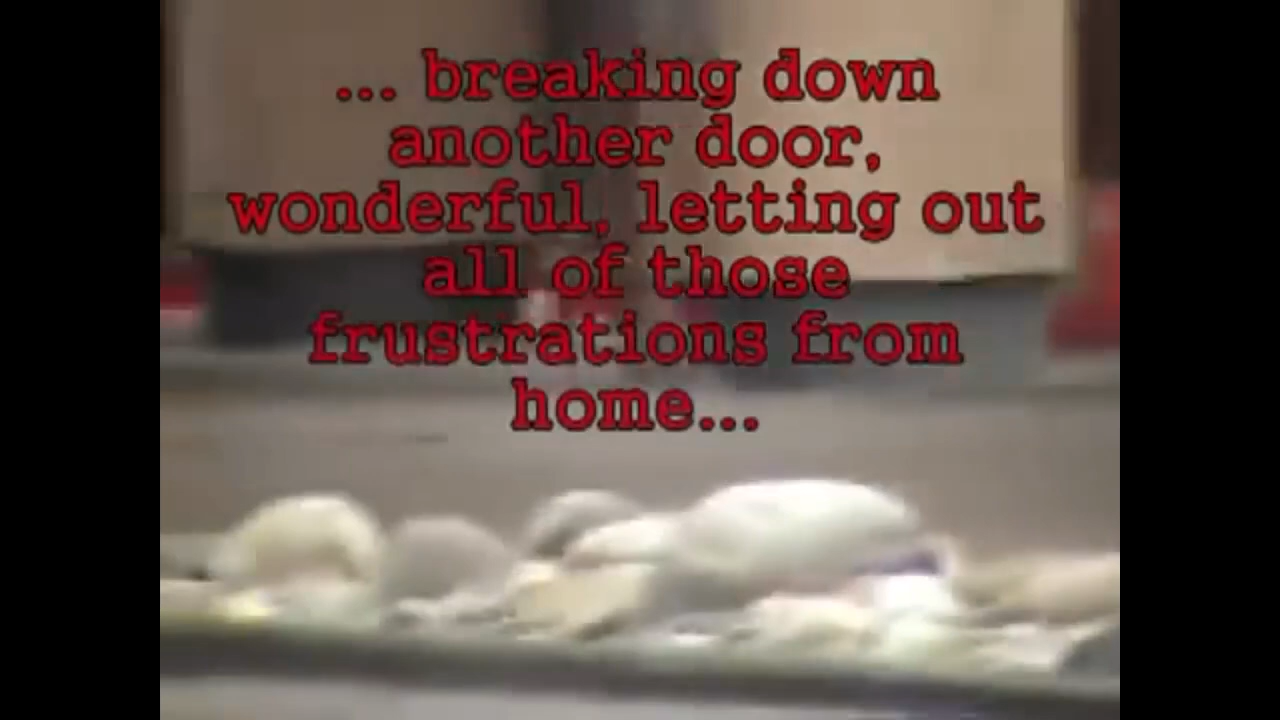 ... breaking down
another door,
wonderful, letting out
all of those
frustrations from
home...